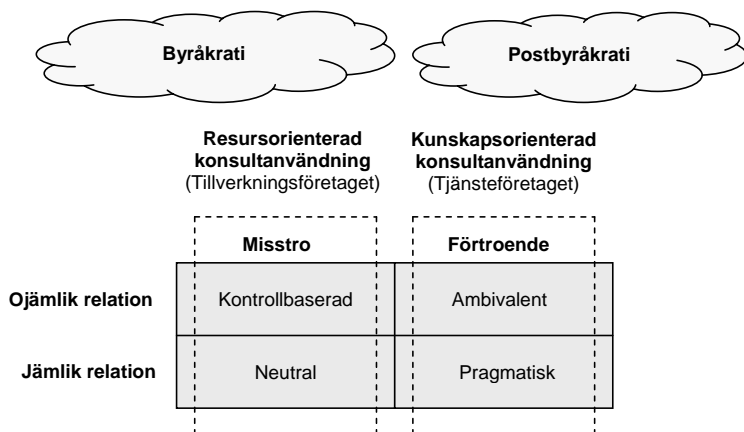 Byråkrati
Postbyråkrati
Resursorienterad
konsultanvändning
(Tillverkningsföretaget)
Kunskapsorienterad
konsultanvändning
(Tjänsteföretaget)
Misstro
Förtroende
Ojämlik relation
Kontrollbaserad
Ambivalent
Jämlik relation
Neutral
Pragmatisk